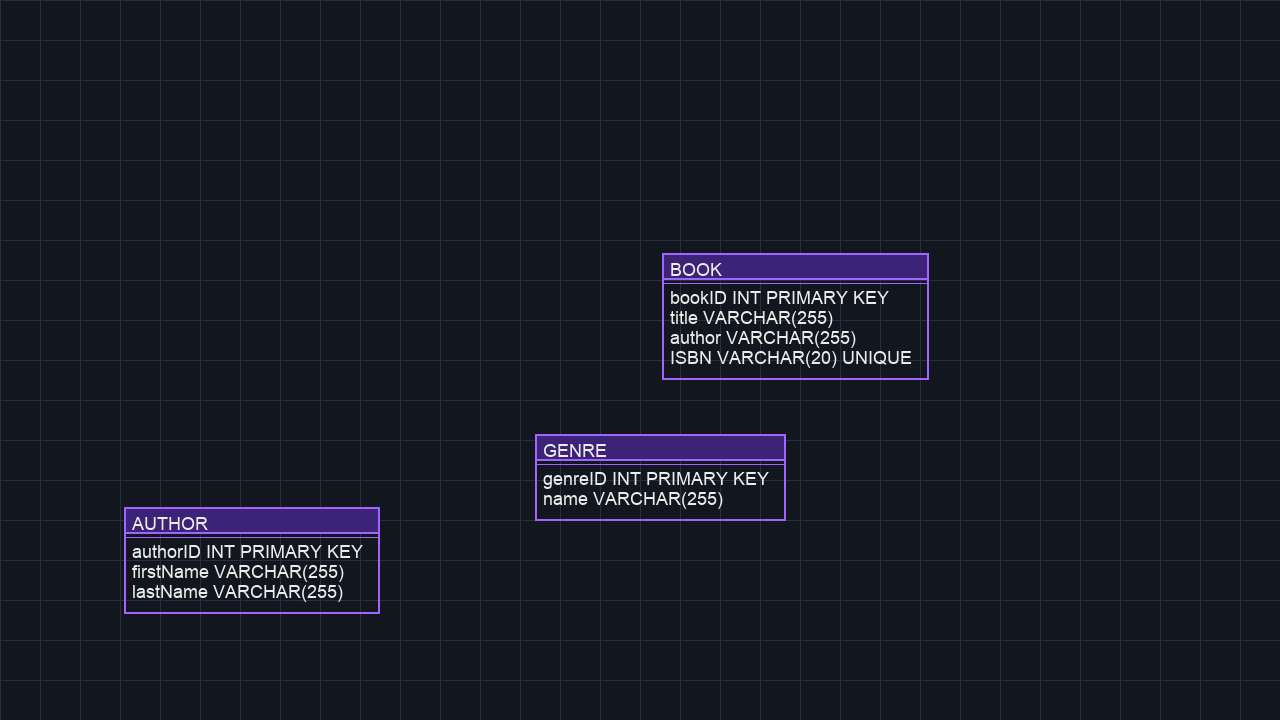 BOOK
bookID INT PRIMARY KEY
title VARCHAR(255)
author VARCHAR(255)
ISBN VARCHAR(20) UNIQUE
GENRE
genreID INT PRIMARY KEY
name VARCHAR(255)
AUTHOR
authorID INT PRIMARY KEY
firstName VARCHAR(255)
lastName VARCHAR(255)